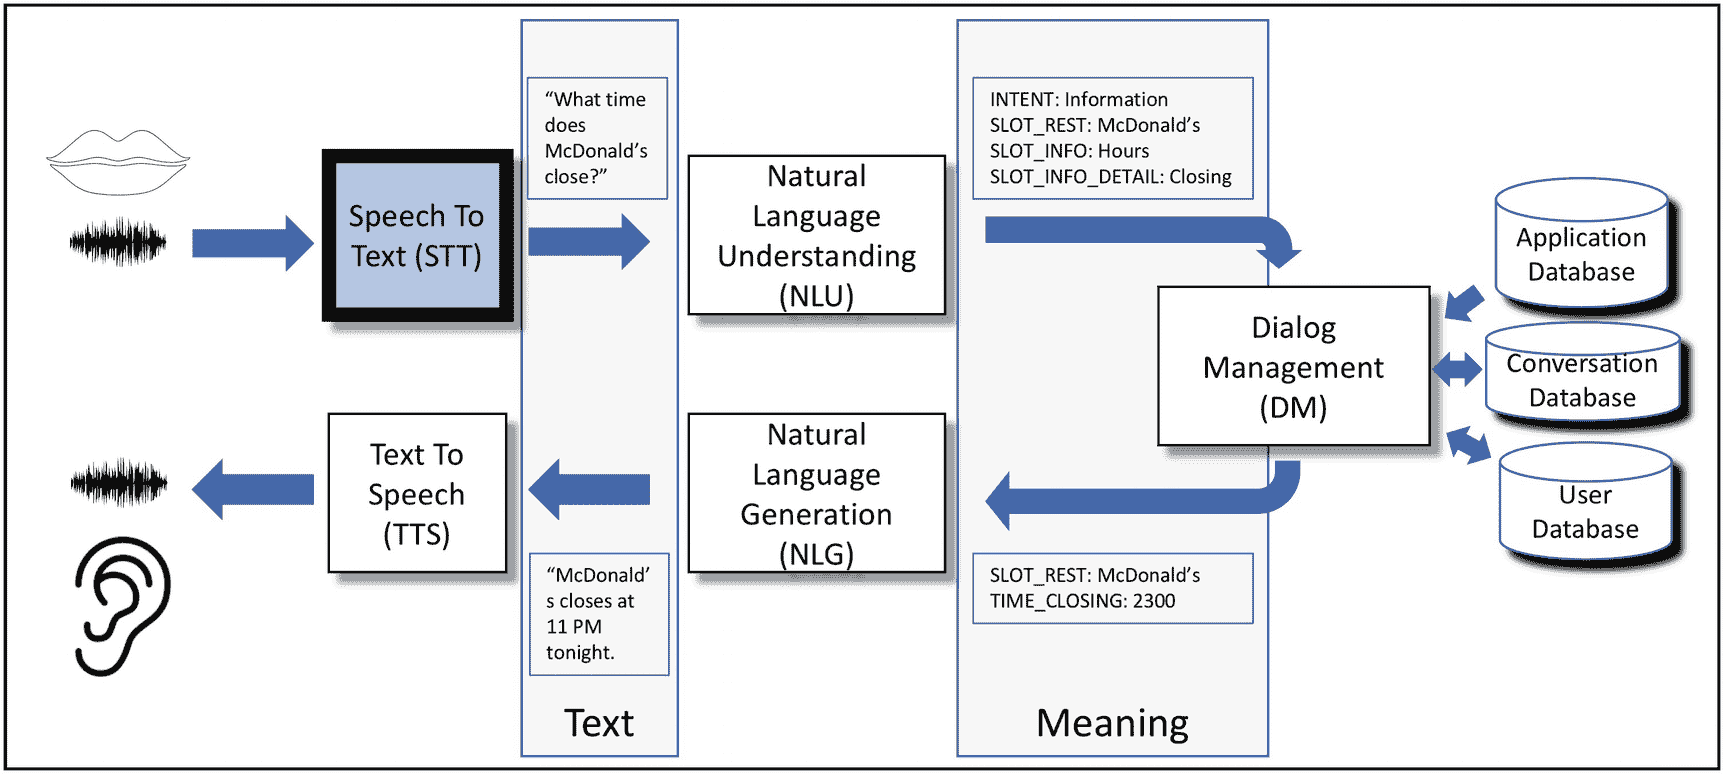 “What time
does
McDonald’s
close?”
INTENT: Information
SLOT_REST: McDonald’s
SLOT_INFO: Hours
SLOT_INFO_DETAIL: Closing
Speech To
Text (STT)
Natural
Language
Understanding
(NLU)
Application
Database
Dialog
Management
(DM)
Conversation
Database
Text To
Speech
(TTS)
Natural
Language
Generation
(NLG)
User
Database
“McDonald’
s closes at
11 PM
tonight.
SLOT_REST: McDonald’s
TIME_CLOSING: 2300
Text
Meaning